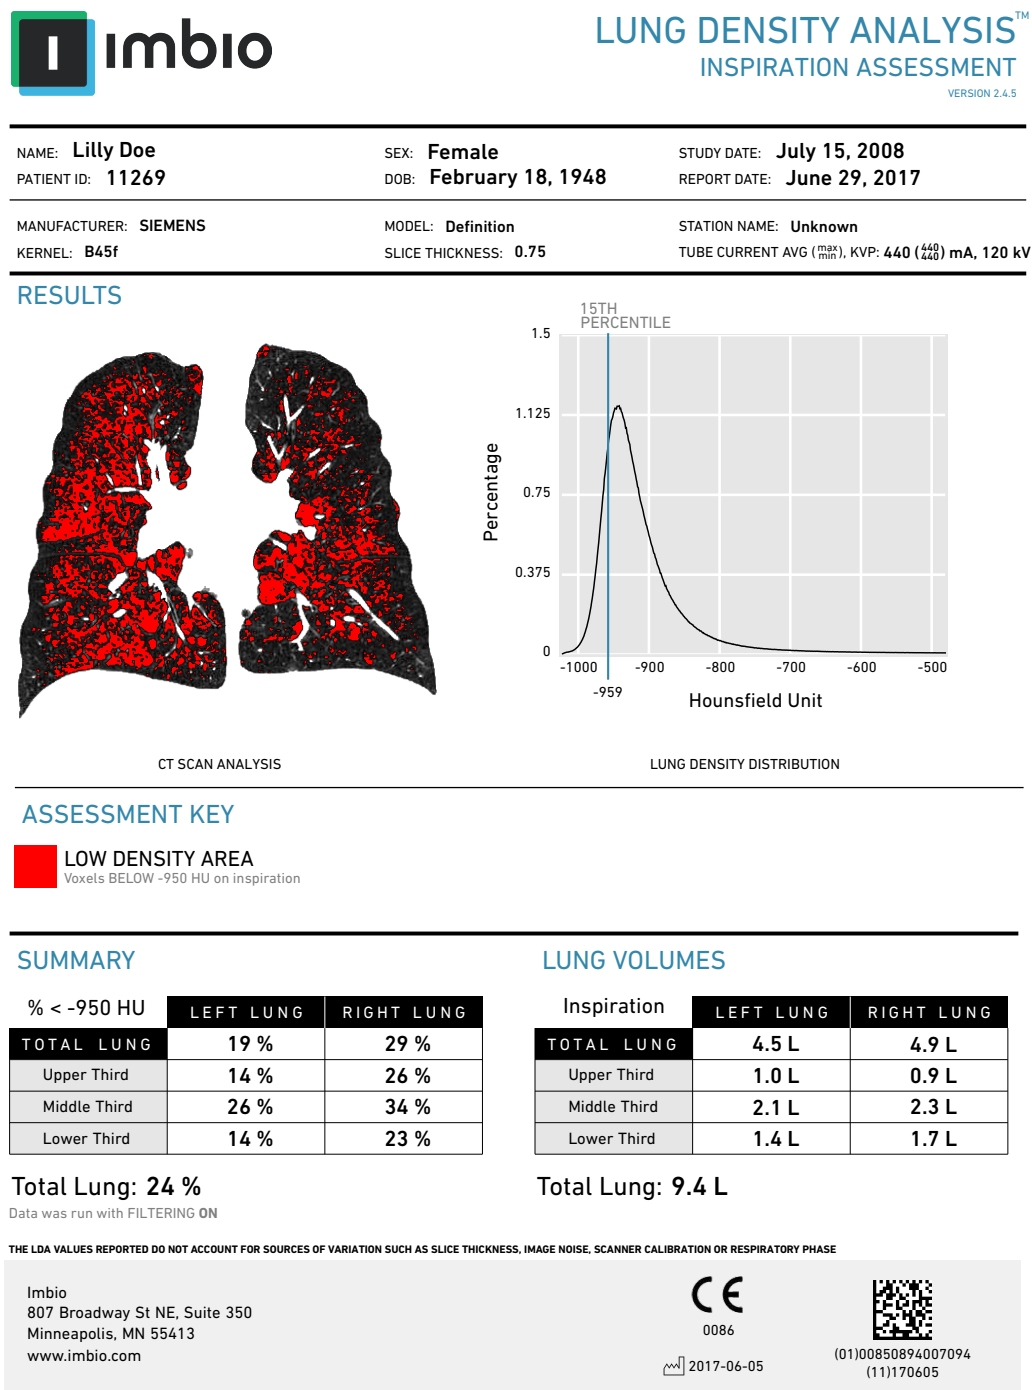 imbio
LUNG DENSITY ANALYSIS™
INSPIRATION ASSESSMENT
VERSION 2.4.5
NAME: Lilly Doe
SEX: Female
STUDY DATE: July 15, 2008
PATIENT ID: 11269
DOB: February 18, 1948
REPORT DATE: June 29, 2017
MANUFACTURER: SIEMENS
MODEL: Definition
STATION NAME: Unknown
KERNEL: B45f
SLICE THICKNESS: 0.75
TUBE CURRENT AVG (max min), KVP: 440 (440 440) mA, 120 kV
RESULTS
15TH
PERCENTILE
1.5
1.125
0.75
0.375
0
Percentage
-1000 -900 -800 -700 -600 -500
-959
Hounsfield Unit
CT SCAN ANALYSIS
LUNG DENSITY DISTRIBUTION
ASSESSMENT KEY
LOW DENSITY AREA
Voxels BELOW -950 HU on inspiration
SUMMARY
% < -950 HU LEFT LUNG RIGHT LUNG
TOTAL LUNG 19 % 29 %
Upper Third 14 % 26 %
Middle Third 26 % 34 %
Lower Third 14 % 23 %
Total Lung: 24 %
Data was run with FILTERING ON
LUNG VOLUMES
Inspiration LEFT LUNG RIGHT LUNG
TOTAL LUNG 4.5 L 4.9 L
Upper Third 1.0 L 0.9 L
Middle Third 2.1 L 2.3 L
Lower Third 1.4 L 1.7 L
Total Lung: 9.4 L
THE LDA VALUES REPORTED DO NOT ACCOUNT FOR SOURCES OF VARIATION SUCH AS SLICE THICKNESS, IMAGE NOISE, SCANNER CALIBRATION OR RESPIRATORY PHASE
Imbio
807 Broadway St NE, Suite 350
Minneapolis, MN 55413
www.imbio.com
CE
0086
2017-06-05
(01)00850894007094
(11)170605